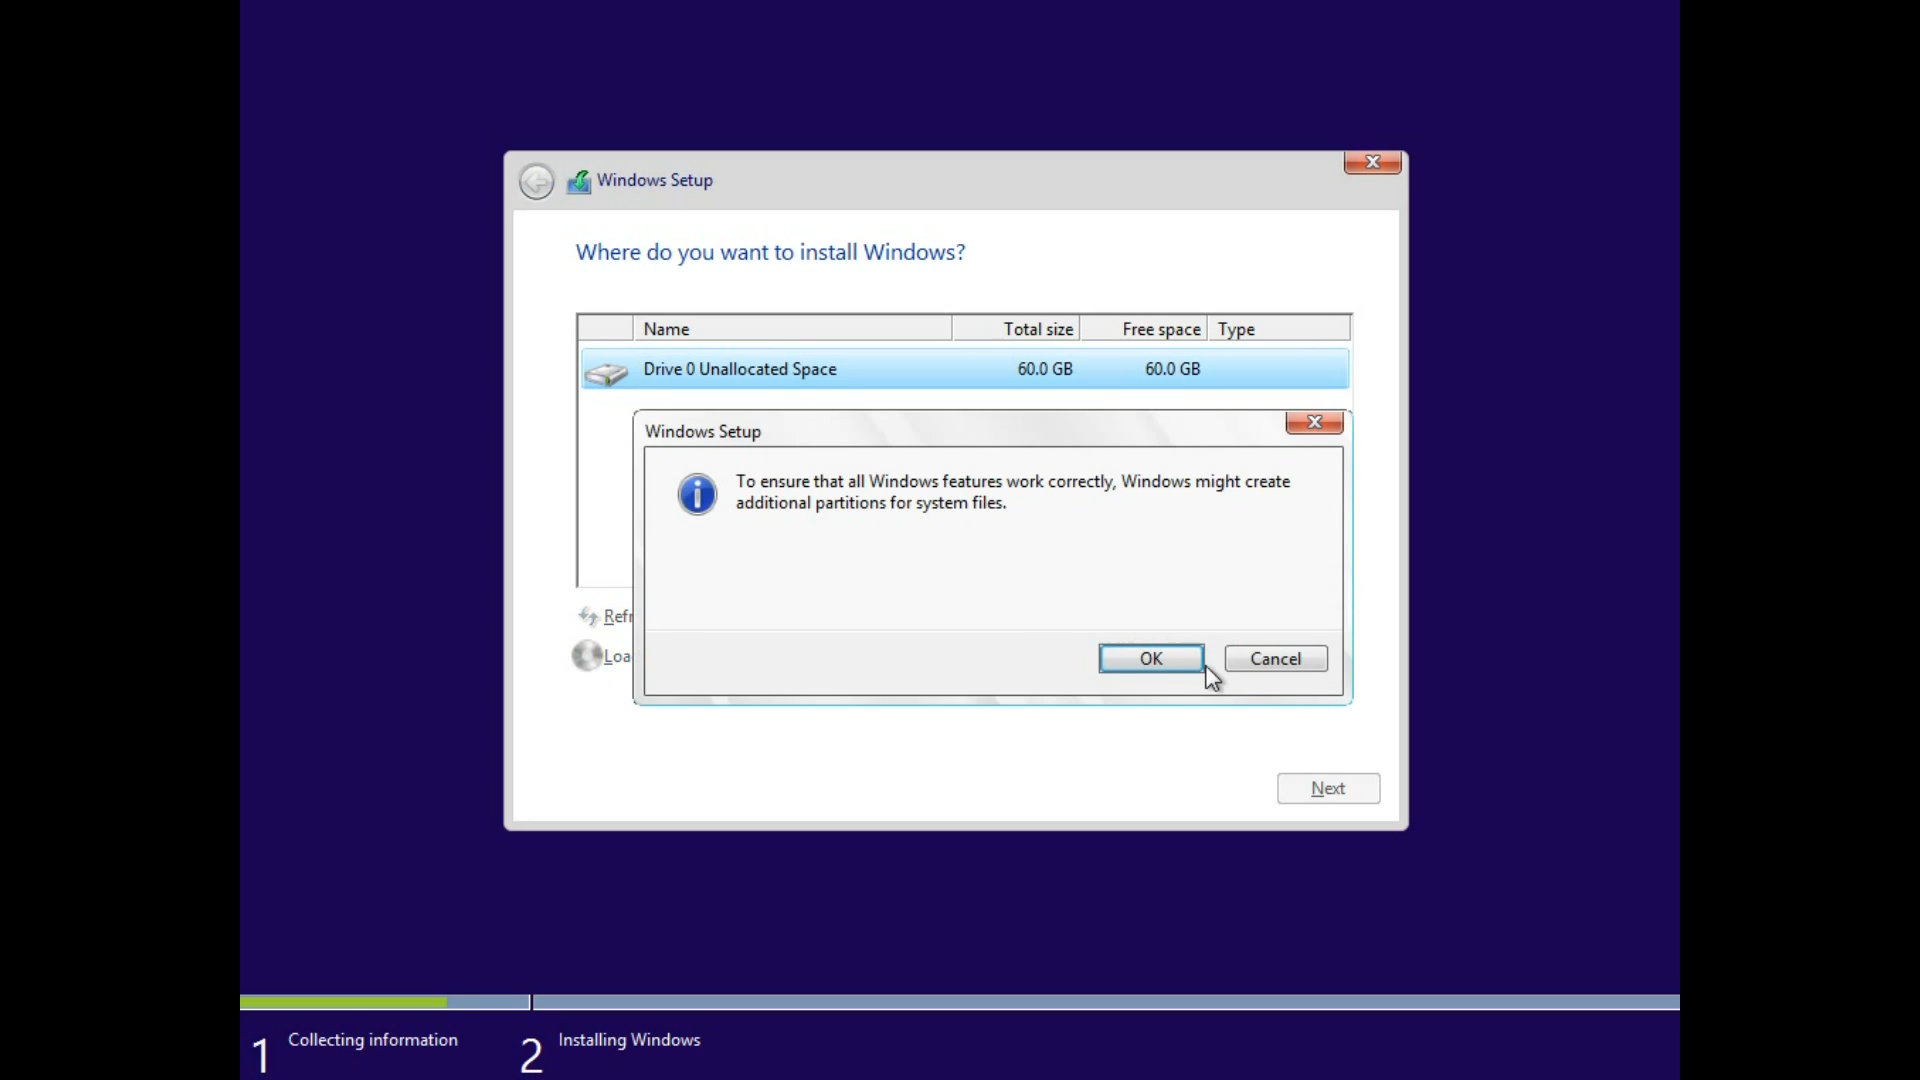 Windows Setup
Where do you want to install Windows?
Name Total size Free space Type
Drive 0 Unallocated Space 60.0 GB 60.0 GB
Windows Setup
To ensure that all Windows features work correctly, Windows might create
additional partitions for system files.
Refr
Loa
OK Cancel
Next
1 Collecting information 2 Installing Windows